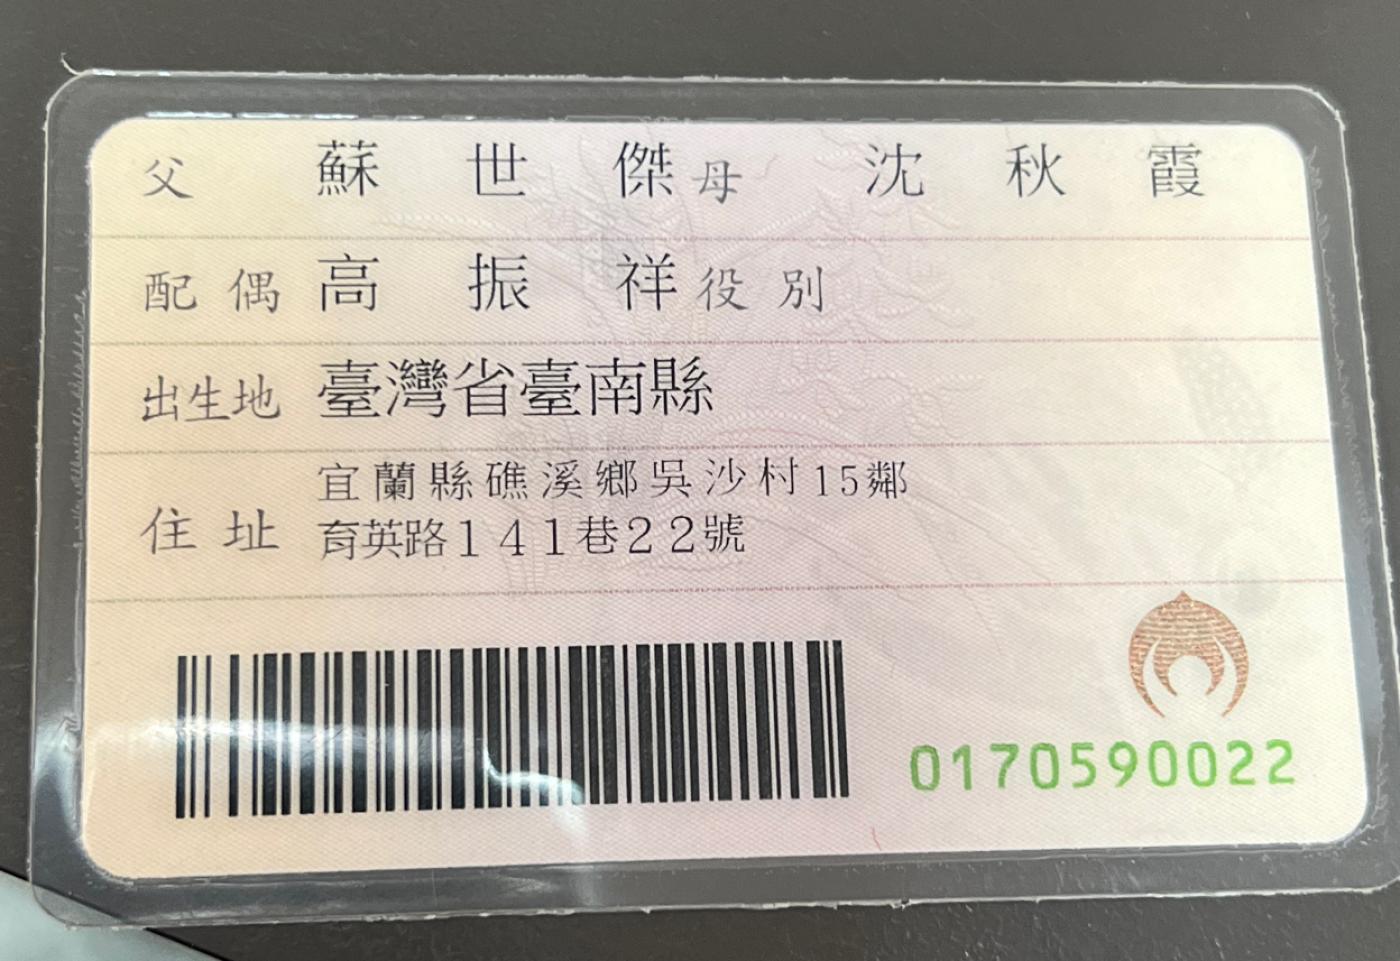 父 蘇世傑 母 沈秋霞
配偶 高振祥 役別
出生地 臺灣省臺南縣
住址 宜蘭縣礁溪鄉吳沙村15鄰
育英路141巷22號
0170590022